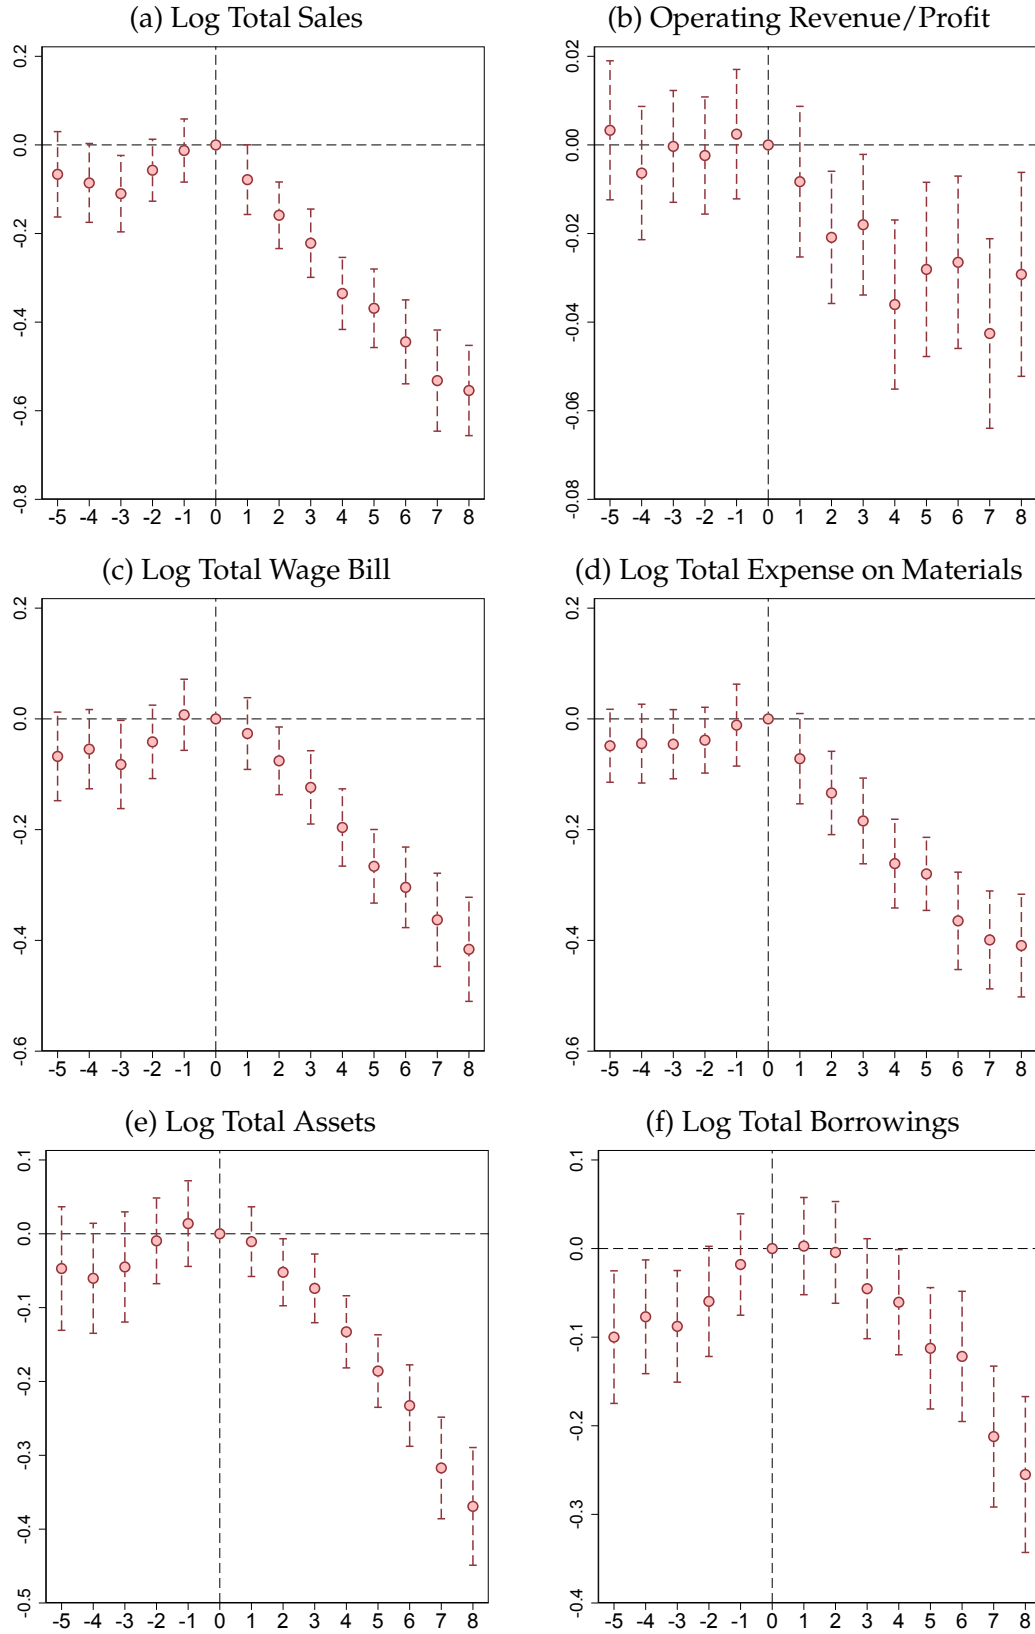 (a) Log Total Sales
0.2
0.0
-0.2
-0.4
-0.6
-0.8
-5 -4 -3 -2 -1 0 1 2 3 4 5 6 7 8
(b) Operating Revenue/Profit
0.02
0.00
-0.02
-0.04
-0.06
-0.08
-5 -4 -3 -2 -1 0 1 2 3 4 5 6 7 8
(c) Log Total Wage Bill
0.2
0.0
-0.2
-0.4
-0.6
-5 -4 -3 -2 -1 0 1 2 3 4 5 6 7 8
(d) Log Total Expense on Materials
0.2
0.0
-0.2
-0.4
-0.6
-5 -4 -3 -2 -1 0 1 2 3 4 5 6 7 8
(e) Log Total Assets
0.1
0.0
-0.1
-0.2
-0.3
-0.4
-0.5
-5 -4 -3 -2 -1 0 1 2 3 4 5 6 7 8
(f) Log Total Borrowings
0.1
0.0
-0.1
-0.2
-0.3
-0.4
-5 -4 -3 -2 -1 0 1 2 3 4 5 6 7 8